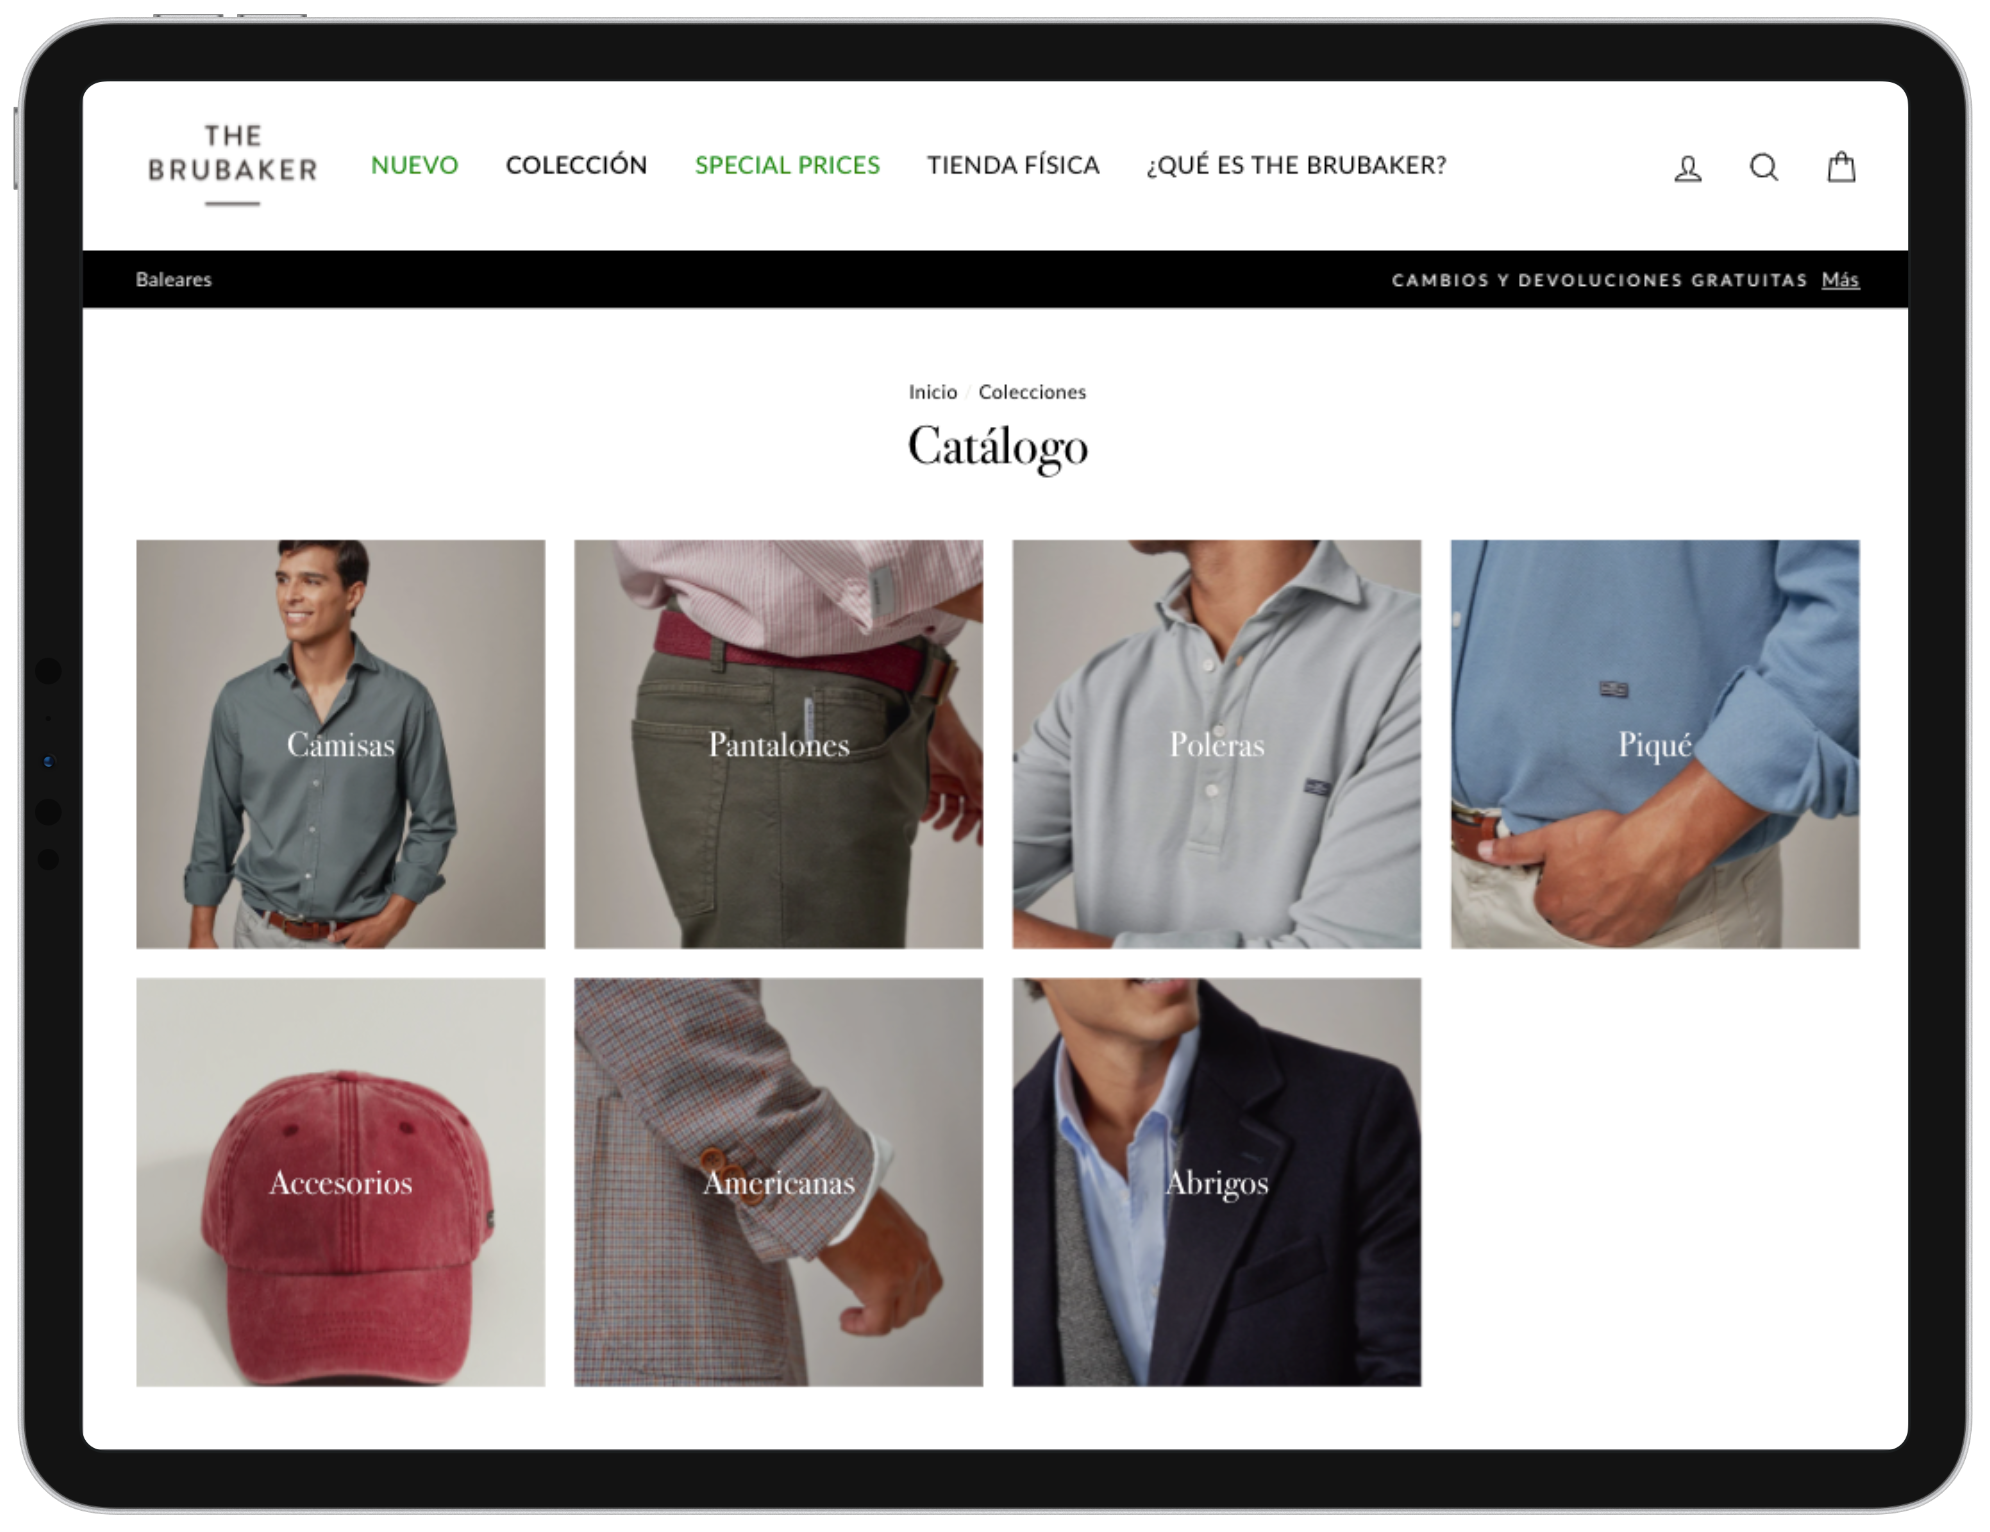 THE
BRUBAKER
NUEVO COLECCIÓN SPECIAL PRICES TIENDA FÍSICA ¿QUÉ ES THE BRUBAKER?
Baleares CAMBIOS Y DEVOLUCIONES GRATUITAS Más
Inicio / Colecciones
Catálogo
Camisas Pantalones Poleras Piqué
Accesorios Americanas Abrigos